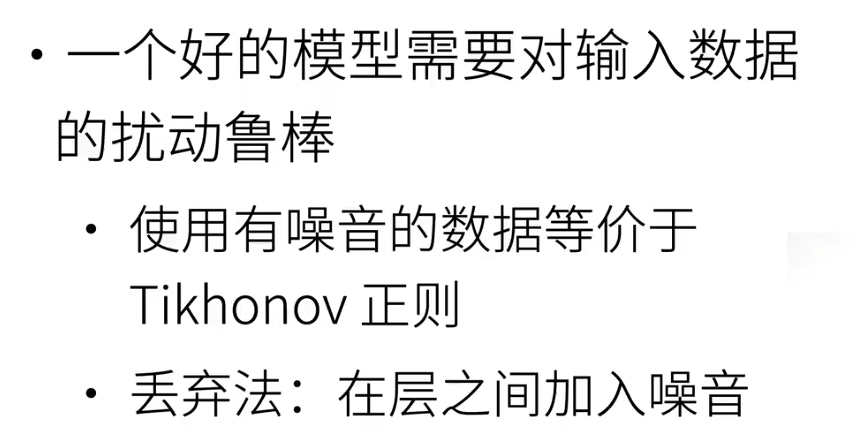 • 一个好的模型需要对输入数据
的扰动鲁棒
• 使用有噪音的数据等价于
Tikhonov 正则
• 丢弃法：在层之间加入噪音